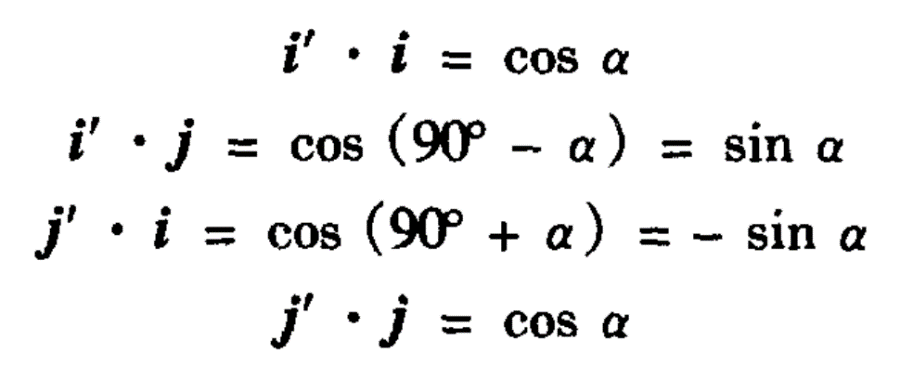 i′ · i = cos α
i′ · j = cos (90° − α) = sin α
j′ · i = cos (90° + α) = − sin α
j′ · j = cos α